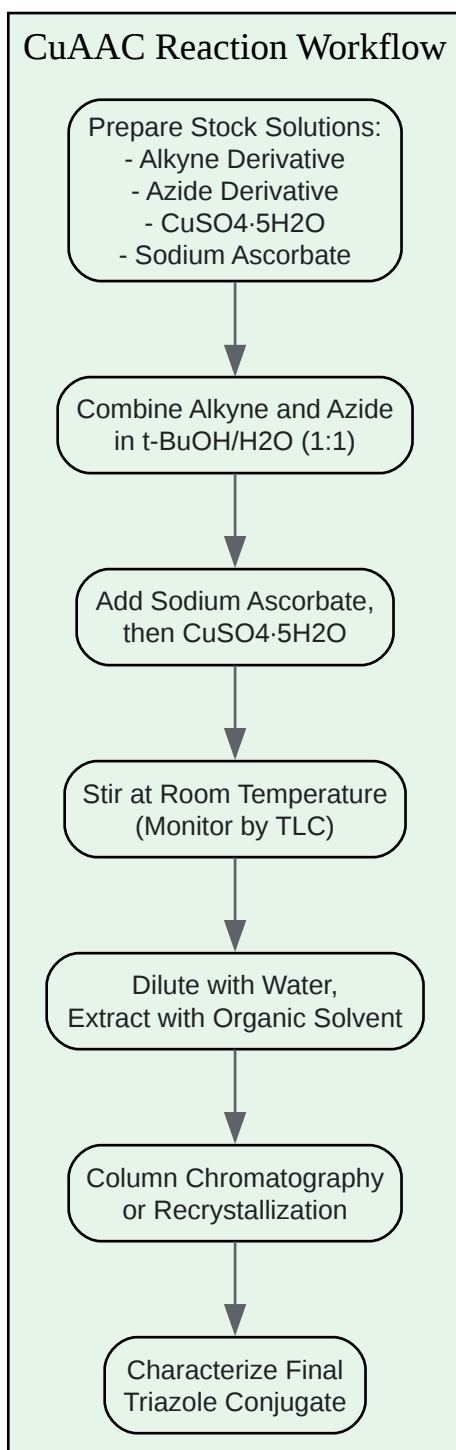 CuAAC Reaction Workflow
Prepare Stock Solutions:
- Alkyne Derivative
- Azide Derivative
- CuSO4·5H2O
- Sodium Ascorbate
Combine Alkyne and Azide
in t-BuOH/H2O (1:1)
Add Sodium Ascorbate,
then CuSO4·5H2O
Stir at Room Temperature
(Monitor by TLC)
Dilute with Water,
Extract with Organic Solvent
Column Chromatography
or Recrystallization
Characterize Final
Triazole Conjugate